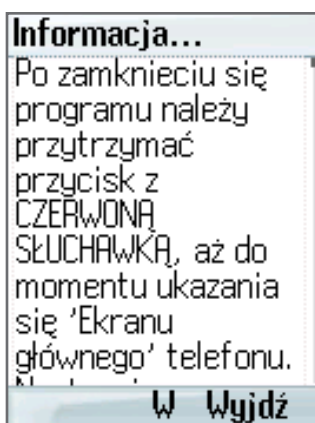 Informacja...
Po zamknieciu się
programu należy
przytrzymać
przycisk z
CZERWONĄ
SŁUCHAWKĄ, aż do
momentu ukazania
się 'Ekranu
głównego' telefonu.
W Wyjdź